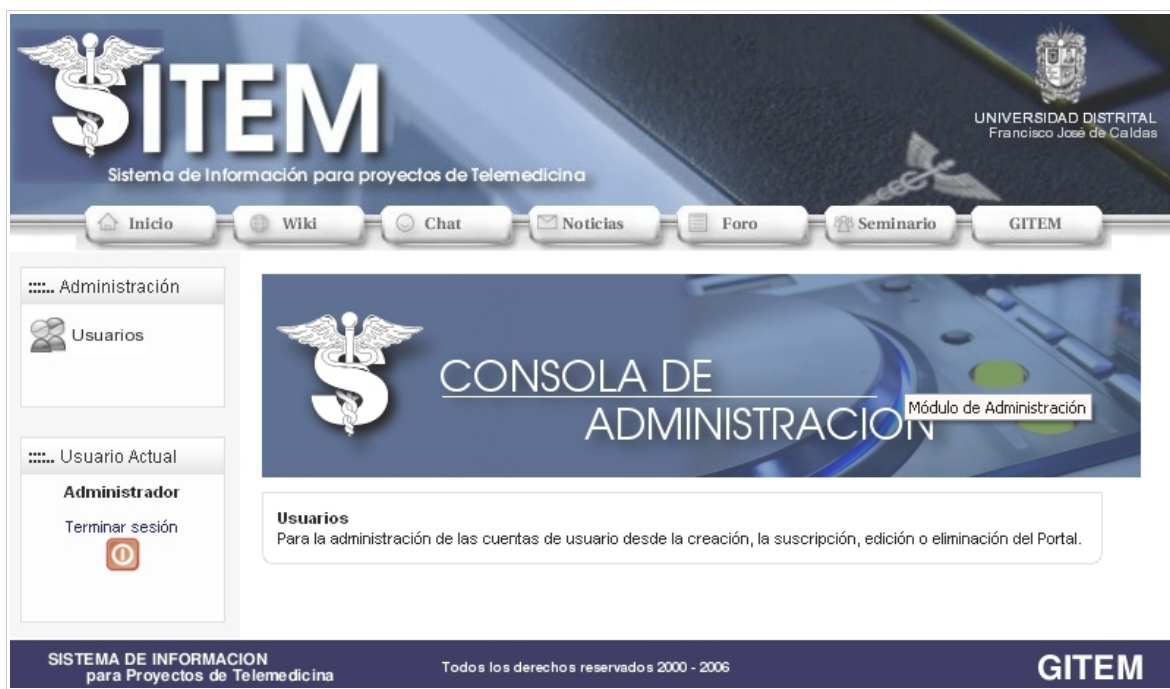 SITEM
Sistema de Información para proyectos de Telemedicina
UNIVERSIDAD DISTRITAL
Francisco José de Caldas
Inicio Wiki Chat Noticias Foro Seminario GITEM
::::.. Administración
Usuarios
CONSOLA DE
ADMINISTRACION
Módulo de Administración
::::.. Usuario Actual
Administrador
Terminar sesión
Usuarios
Para la administración de las cuentas de usuario desde la creación, la suscripción, edición o eliminación del Portal.
SISTEMA DE INFORMACION
para Proyectos de Telemedicina
Todos los derechos reservados 2000 - 2006
GITEM